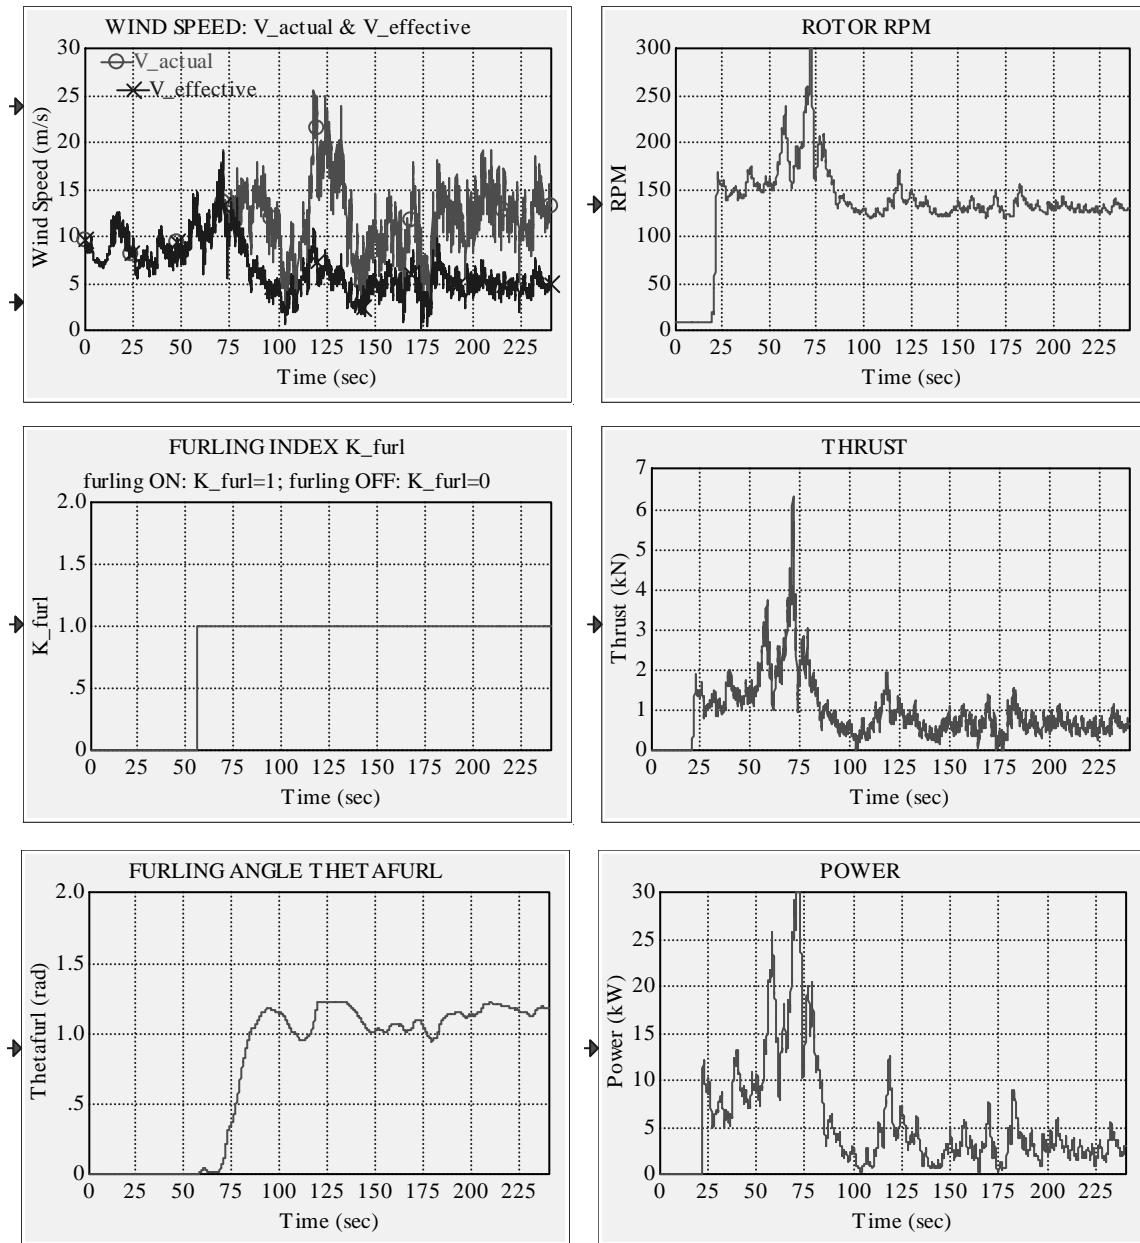 WIND SPEED: V_actual & V_effective
30
25
20
15
10
5
0
Wind Speed (m/s)
V_actual
V_effective
0 25 50 75 100 125 150 175 200 225
Time (sec)
ROTOR RPM
300
250
200
150
100
50
0
RPM
0 25 50 75 100 125 150 175 200 225
Time (sec)
FURLING INDEX K_furl
furling ON: K_furl=1; furling OFF: K_furl=0
2.0
1.5
1.0
.5
0
K_furl
0 25 50 75 100 125 150 175 200 225
Time (sec)
THRUST
7
6
5
4
3
2
1
0
Thrust (kN)
0 25 50 75 100 125 150 175 200 225
Time (sec)
FURLING ANGLE THETAFURL
2.0
1.5
1.0
.5
0
Thetafurl (rad)
0 25 50 75 100 125 150 175 200 225
Time (sec)
POWER
30
25
20
15
10
5
0
Power (kW)
0 25 50 75 100 125 150 175 200 225
Time (sec)